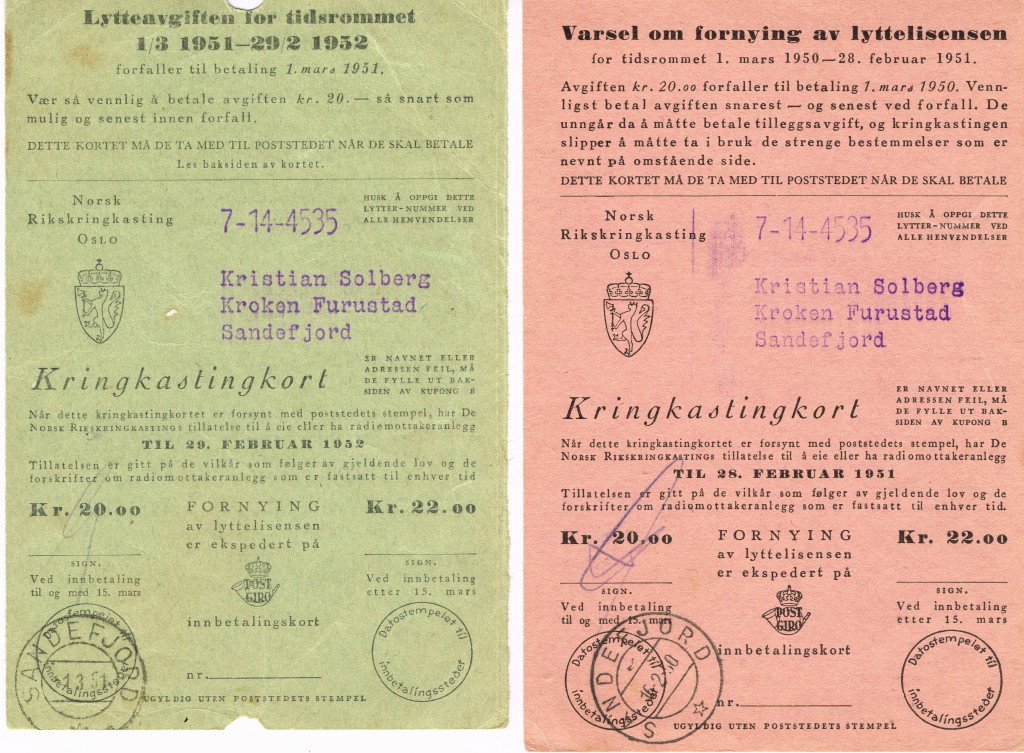 Lytteavgiften for tidsrommet
1/3 1951—29/2 1952
forfaller til betaling 1. mars 1951.
Vær så vennlig å betale avgiften kr. 20.— så snart som
mulig og senest innen forfall.
DETTE KORTET MÅ DE TA MED TIL POSTSTEDET NÅR DE SKAL BETALE
Les baksiden av kortet.
Norsk
Rikskringkasting
OSLO
7-14-4535
HUSK Å OPPGI DETTE
LYTTER-NUMMER VED
ALLE HENVENDELSER
Kristian Solberg
Kroken Furustad
Sandefjord
Kringkastingkort
ER NAVNET ELLER
ADRESSEN FEIL, MÅ
DE FYLLE UT BAK-
SIDEN AV KUPONG B
Når dette kringkastingkortet er forsynt med poststedets stempel, har De
NORSK RIKSKRINGKASTINGS tillatelse til å eie eller ha radiomottakeranlegg
TIL 29. FEBRUAR 1952
Tillatelsen er gitt på de vilkår som følger av gjeldende lov og de
forskrifter om radiomottakeranlegg som er fastsatt til enhver tid
Kr. 20.00
FORNYING
av lyttelisensen
er ekspedert på
Kr. 22.00
SIGN.
Ved innbetaling
til og med 15. mars
POST
GIRO
SIGN.
Ved innbetaling
etter 15. mars
innbetalingskort
Datostempelet til
innbetalingsstedet
SANDEFJORD
1.3.51
nr.
Datostempelet til
innbetalingsstedet
UGYLDIG UTEN POSTSTEDETS STEMPEL
Varsel om fornying av lyttelisensen
for tidsrommet 1. mars 1950—28. februar 1951.
Avgiften kr. 20.00 forfaller til betaling 1. mars 1950. Venn-
ligst betal avgiften snarest — og senest ved forfall. De
unngår da å måtte betale tilleggsavgift, og kringkastingen
slipper å måtte ta i bruk de strenge bestemmelser som er
nevnt på omstående side.
DETTE KORTET MÅ DE TA MED TIL POSTSTEDET NÅR DE SKAL BETALE
Norsk
Rikskringkasting
OSLO
7-14-4535
HUSK Å OPPGI DETTE
LYTTER-NUMMER VED
ALLE HENVENDELSER
Kristian Solberg
Kroken Furustad
Sandefjord
Kringkastingkort
ER NAVNET ELLER
ADRESSEN FEIL, MÅ
DE FYLLE UT BAK-
SIDEN AV KUPONG B
Når dette kringkastingkortet er forsynt med poststedets stempel, har De
NORSK RIKSKRINGKASTINGS tillatelse til å eie eller ha radiomottakeranlegg
TIL 28. FEBRUAR 1951
Tillatelsen er gitt på de vilkår som følger av gjeldende lov og de
forskrifter om radiomottakeranlegg som er fastsatt til enhver tid.
Kr. 20.00
FORNYING
av lyttelisensen
er ekspedert på
Kr. 22.00
SIGN.
Ved innbetaling
til og med 15. mars
POST
GIRO
SIGN.
Ved innbetaling
etter 15. mars
innbetalingskort
Datostempelet til
innbetalingsstedet
SANDEFJORD
nr.
Datostempelet til
innbetalingsstedet
UGYLDIG UTEN POSTSTEDETS STEMPEL